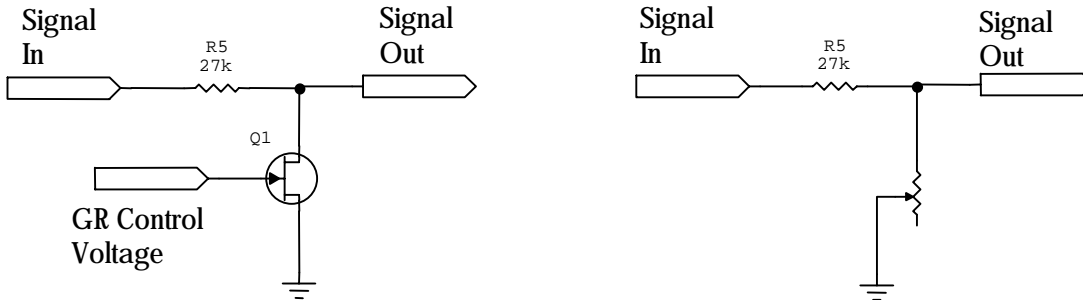 Signal
In
R5
27k
Signal
Out
Q1
GR Control
Voltage
Signal
In
R5
27k
Signal
Out